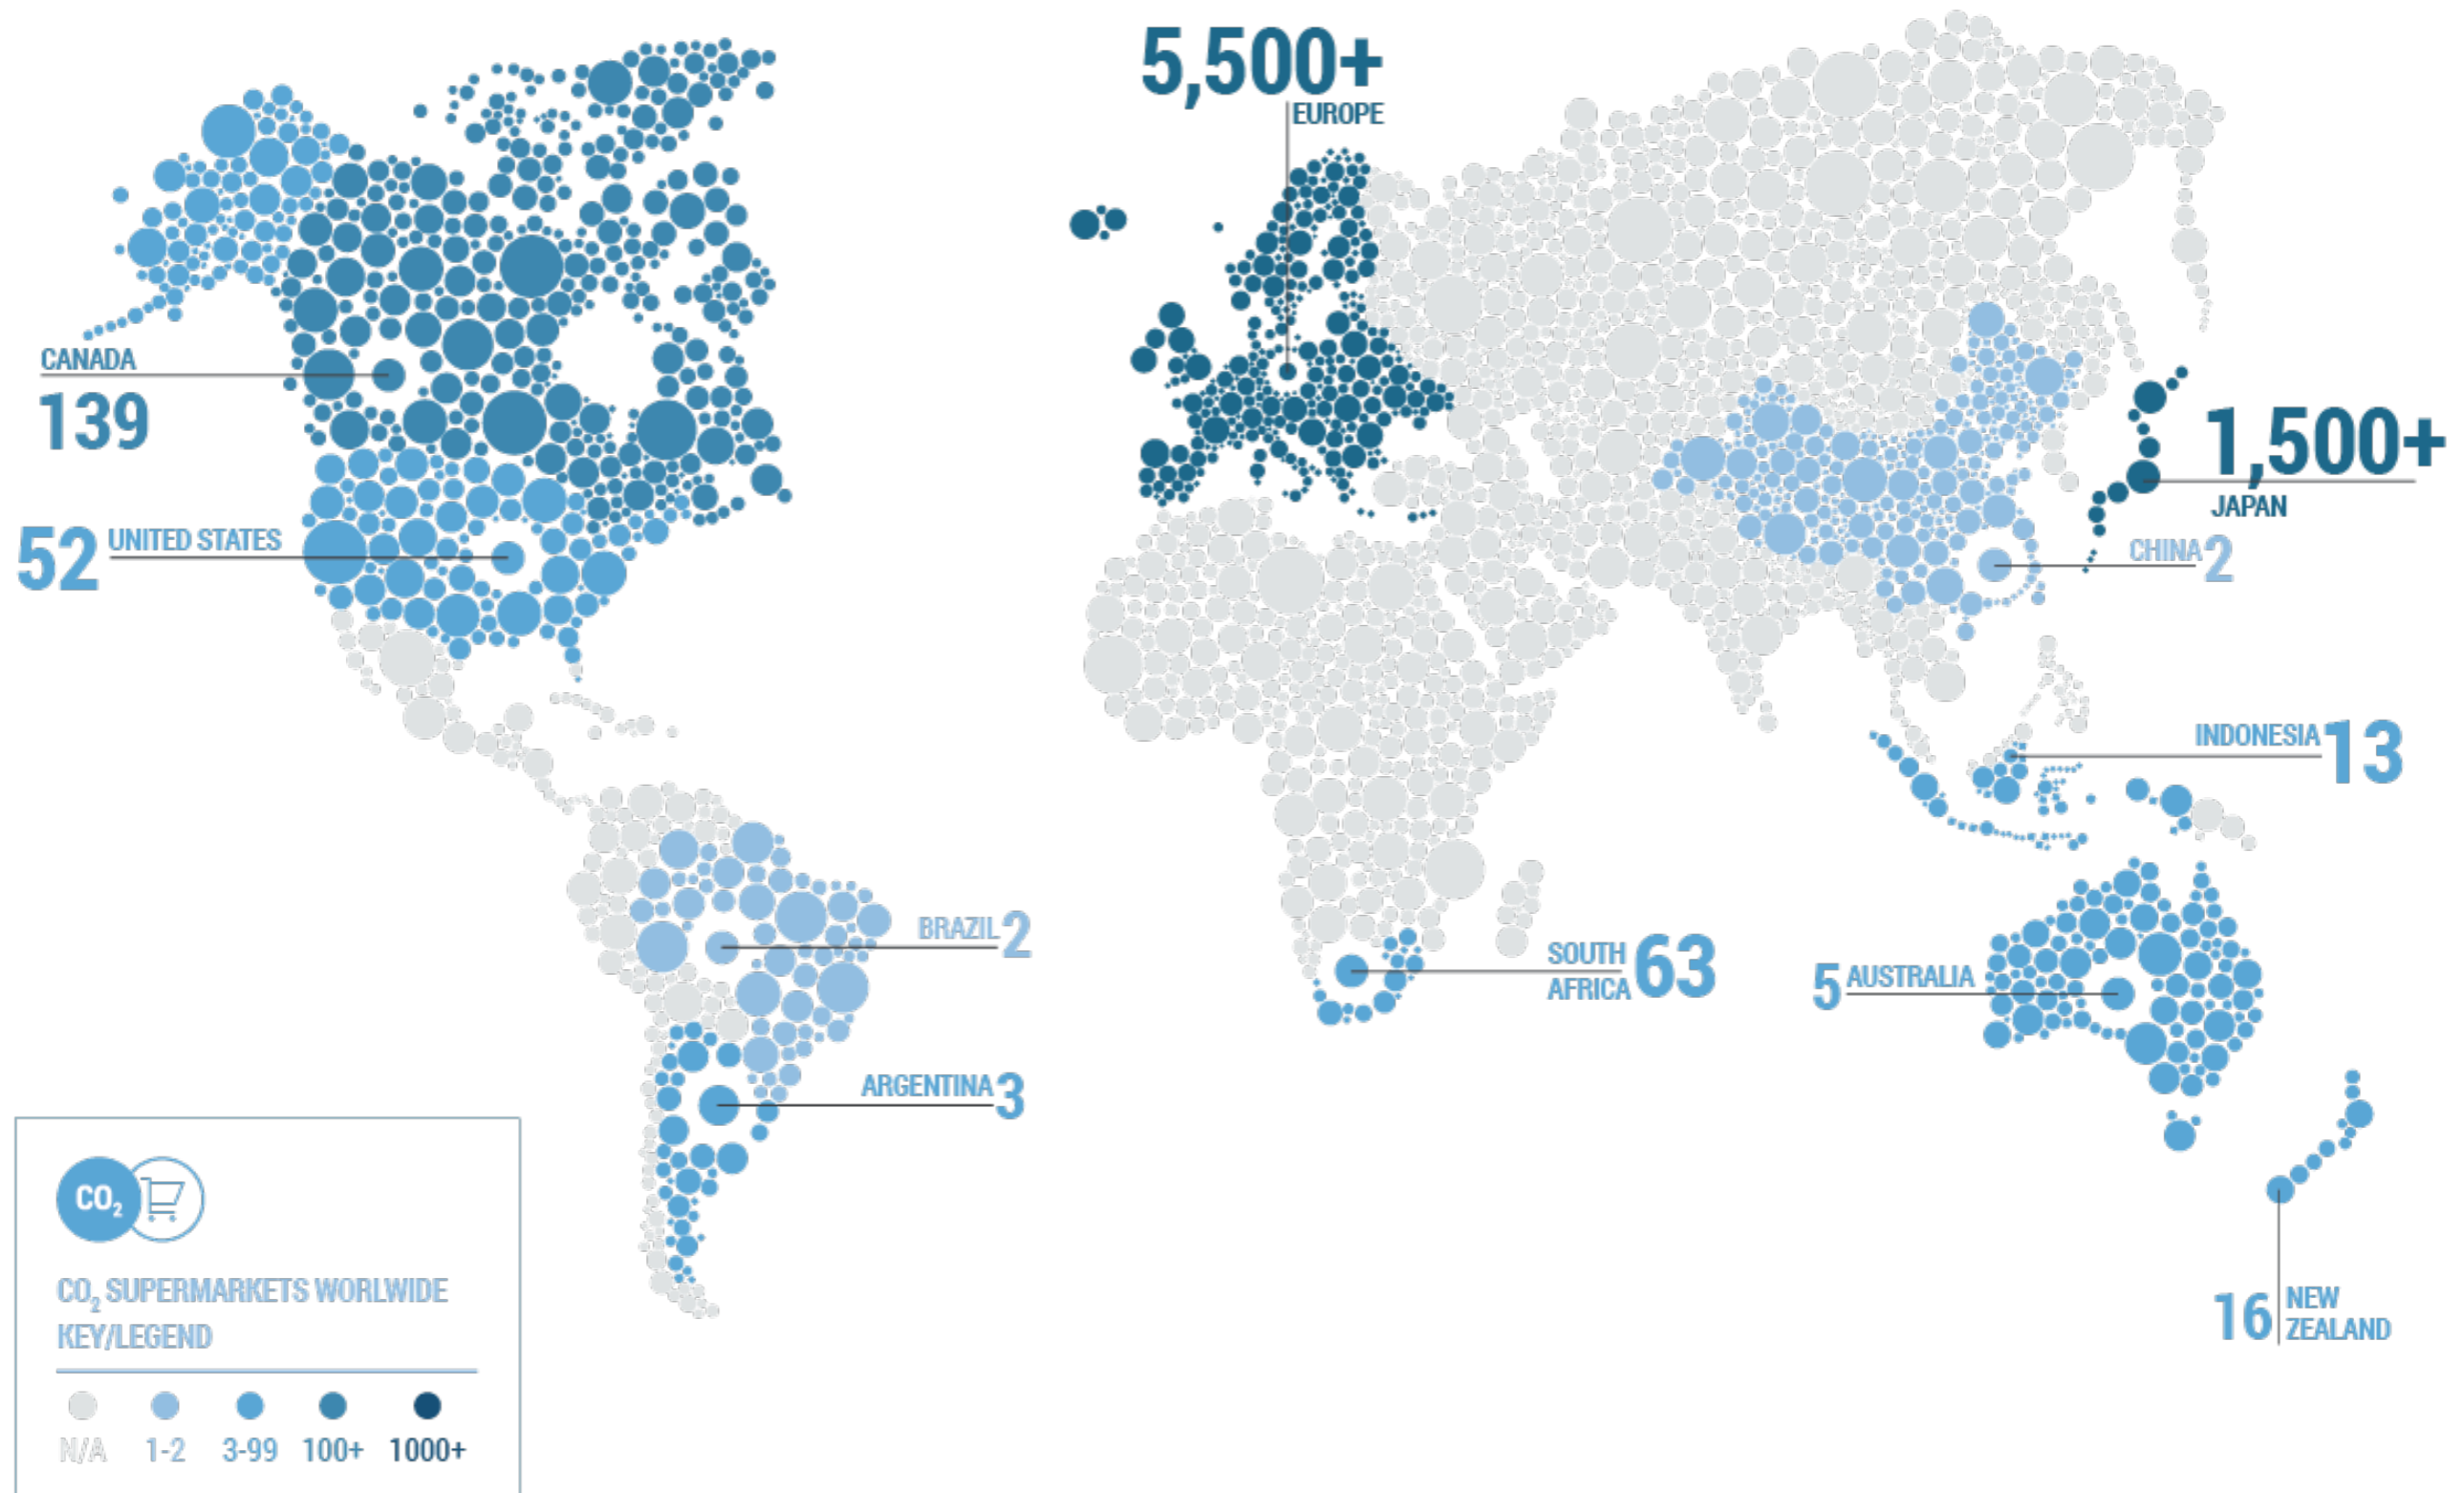 5,500+
EUROPE
CANADA
139
1,500+
JAPAN
52 UNITED STATES
CHINA 2
INDONESIA 13
BRAZIL 2
SOUTH
AFRICA 63
5 AUSTRALIA
ARGENTINA 3
CO₂
CO₂ SUPERMARKETS WORLWIDE
KEY/LEGEND
16 NEW
ZEALAND
N/A 1-2 3-99 100+ 1000+